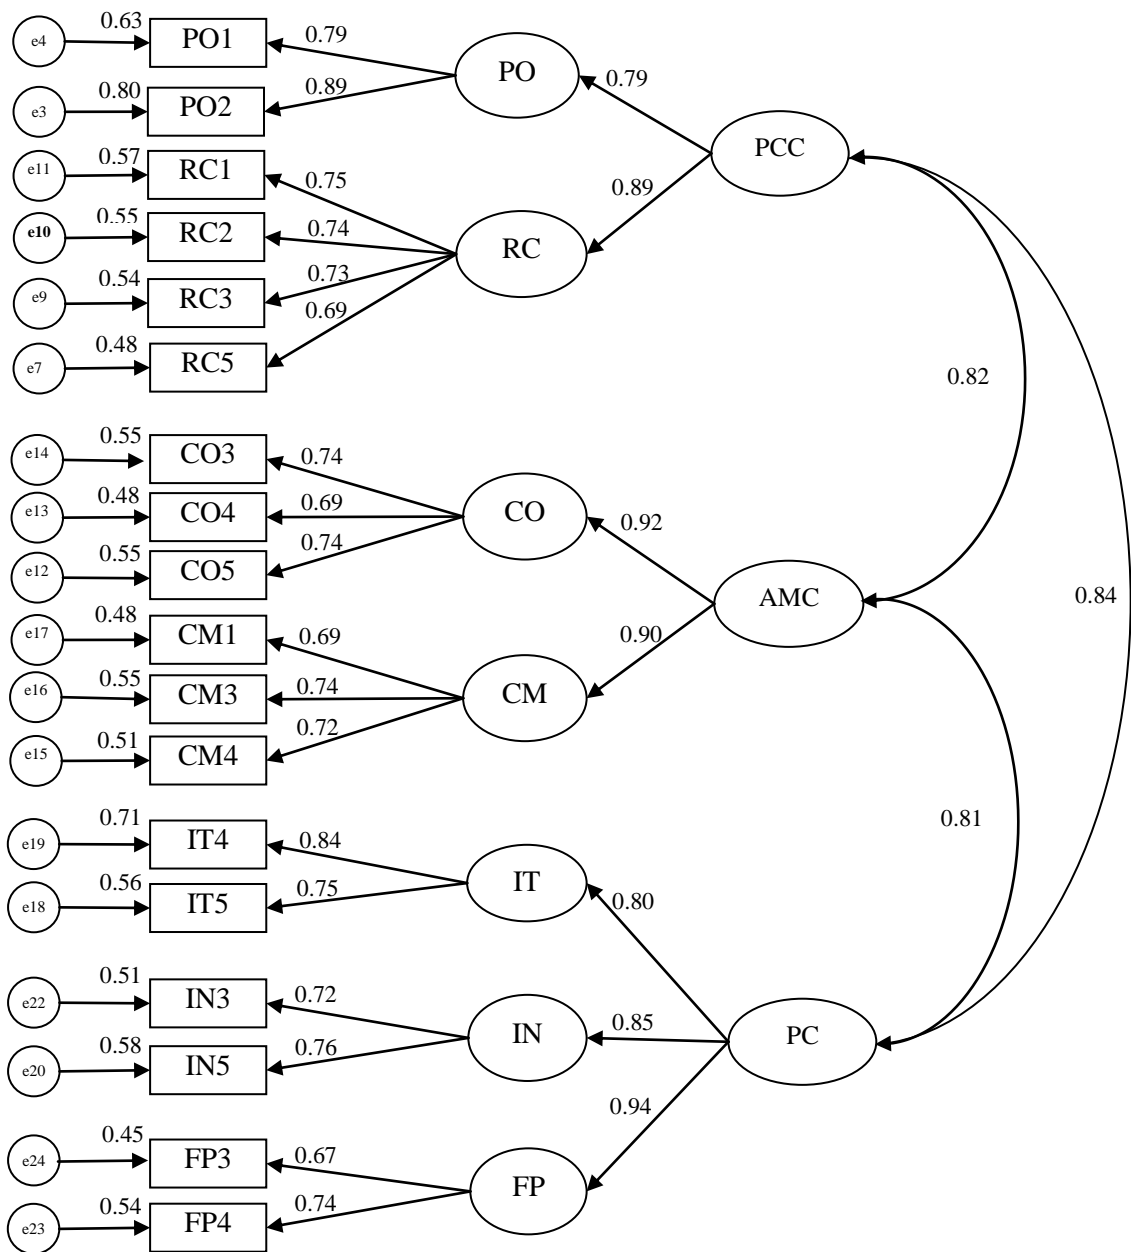 e4 0.63 PO1 0.79 PO 0.79
e3 0.80 PO2 0.89
PCC
e11 0.57 RC1 0.75 0.89
e10 0.55 RC2 0.74 RC
e9 0.54 RC3 0.73
0.69
e7 0.48 RC5
0.82
e14 0.55 CO3 0.74
e13 0.48 CO4 0.69 CO 0.92
e12 0.55 CO5 0.74
AMC 0.84
e17 0.48 CM1 0.69 0.90
e16 0.55 CM3 0.74 CM
e15 0.51 CM4 0.72
0.81
e19 0.71 IT4 0.84 IT
e18 0.56 IT5 0.75 0.80
e22 0.51 IN3 0.72
IN 0.85 PC
e20 0.58 IN5 0.76
0.94
e24 0.45 FP3 0.67
FP
e23 0.54 FP4 0.74